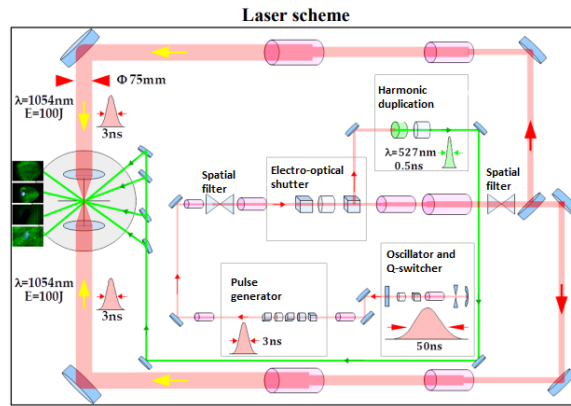 Laser scheme
Φ 75mm
λ=1054nm
E=100J
3ns
Harmonic
duplication
λ=527nm
0.5ns
Spatial
filter
Electro-optical
shutter
Spatial
filter
λ=1054nm
E=100J
3ns
Pulse
generator
3ns
Oscillator and
Q-switcher
50ns